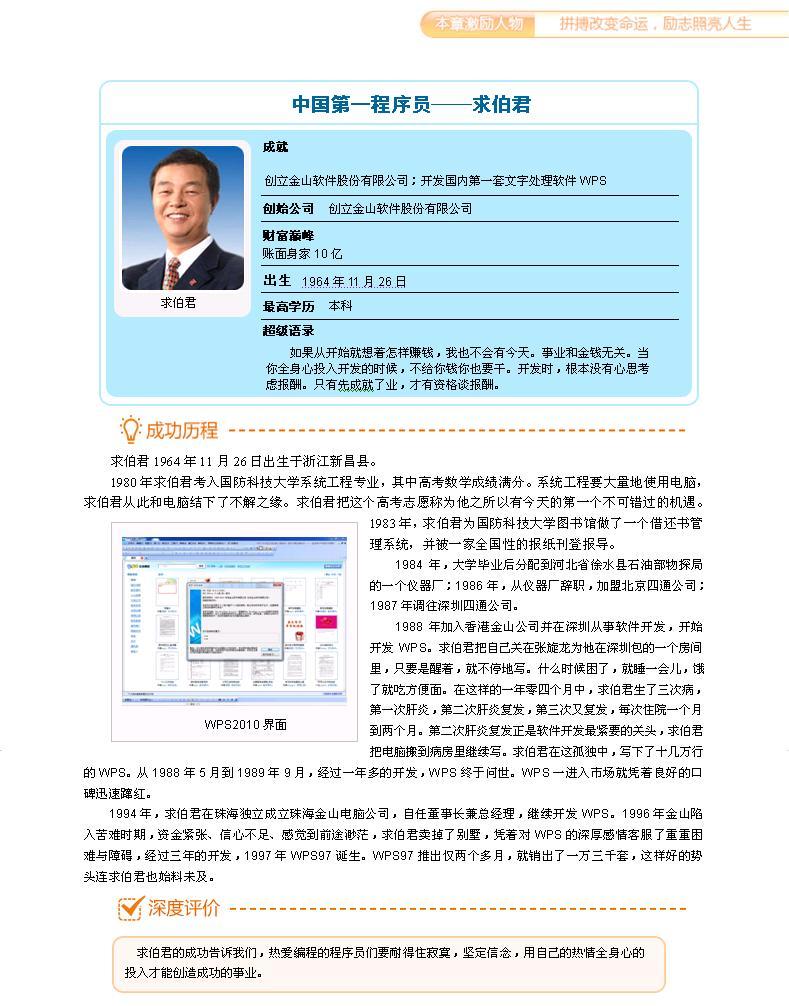 本章激励人物
拼搏改变命运，励志照亮人生
中国第一程序员——求伯君
成就
创立金山软件股份有限公司；开发国内第一套文字处理软件 WPS
创始公司 创立金山软件股份有限公司
财富巅峰
账面身家 10 亿
出生 1964 年 11 月 26 日
求伯君
最高学历 本科
超级语录
如果从开始就想着怎样赚钱，我也不会有今天。事业和金钱无关。当
你全身心投入开发的时候，不给你钱你也要干。开发时，根本没有心思考
虑报酬。只有先成就了业，才有资格谈报酬。
成功历程
求伯君 1964 年 11 月 26 日出生于浙江新昌县。
1980 年求伯君考入国防科技大学系统工程专业，其中高考数学成绩满分。系统工程要大量地使用电脑，
求伯君从此和电脑结下了不解之缘。求伯君把这个高考志愿称为他之所以有今天的第一个不可错过的机遇。
1983 年，求伯君为国防科技大学图书馆做了一个借还书管
理系统，并被一家全国性的报纸刊登报导。
1984 年，大学毕业后分配到河北省徐水县石油部物探局
的一个仪器厂；1986 年，从仪器厂辞职，加盟北京四通公司；
1987 年调往深圳四通公司。
1988 年加入香港金山公司并在深圳从事软件开发，开始
开发 WPS。求伯君把自己关在张旋龙为他在深圳包的一个房间
里，只要是醒着，就不停地写。什么时候困了，就睡一会儿，饿
了就吃方便面。在这样的一年零四个月中，求伯君生了三次病，
第一次肝炎，第二次肝炎复发，第三次又复发，每次住院一个月
到两个月。第二次肝炎复发正是软件开发最紧要的关头，求伯君
把电脑搬到病房里继续写。求伯君在这孤独中，写下了十几万行
WPS2010 界面
的 WPS。从 1988 年 5 月到 1989 年 9 月，经过一年多的开发，WPS 终于问世。WPS 一进入市场就凭着良好的口
碑迅速蹿红。
1994 年，求伯君在珠海独立成立珠海金山电脑公司，自任董事长兼总经理，继续开发 WPS。1996 年金山陷
入苦难时期，资金紧张、信心不足、感觉到前途渺茫，求伯君卖掉了别墅，凭着对 WPS 的深厚感情客服了重重困
难与障碍，经过三年的开发，1997 年 WPS97 诞生。WPS97 推出仅两个多月，就销出了一万三千套，这样好的势
头连求伯君也始料未及。
深度评价
求伯君的成功告诉我们，热爱编程的程序员们要耐得住寂寞，坚定信念，用自己的热情全身心的
投入才能创造成功的事业。